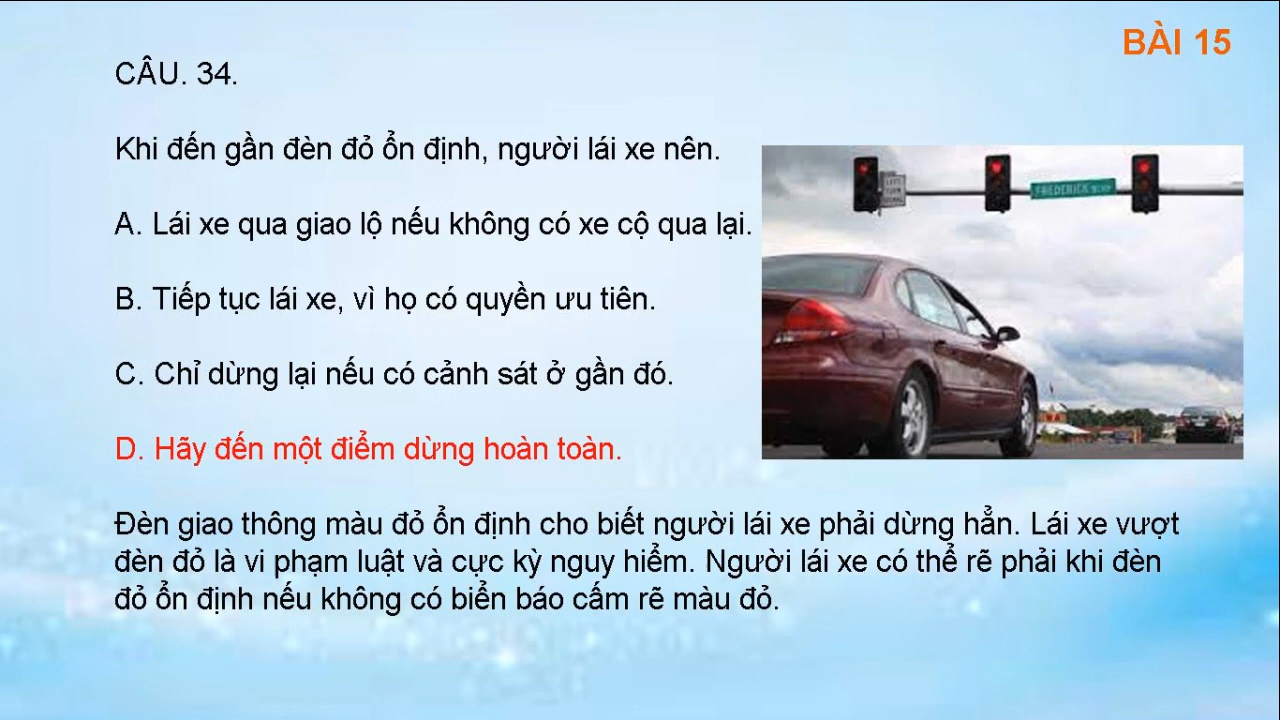 BÀI 15
CÂU. 34.
Khi đến gần đèn đỏ ổn định, người lái xe nên.
A. Lái xe qua giao lộ nếu không có xe cộ qua lại.
B. Tiếp tục lái xe, vì họ có quyền ưu tiên.
C. Chỉ dừng lại nếu có cảnh sát ở gần đó.
D. Hãy đến một điểm dừng hoàn toàn.
Đèn giao thông màu đỏ ổn định cho biết người lái xe phải dừng hẳn. Lái xe vượt
đèn đỏ là vi phạm luật và cực kỳ nguy hiểm. Người lái xe có thể rẽ phải khi đèn
đỏ ổn định nếu không có biển báo cấm rẽ màu đỏ.
LEFT
TURN
SIGNAL
FREDERICK BLVD